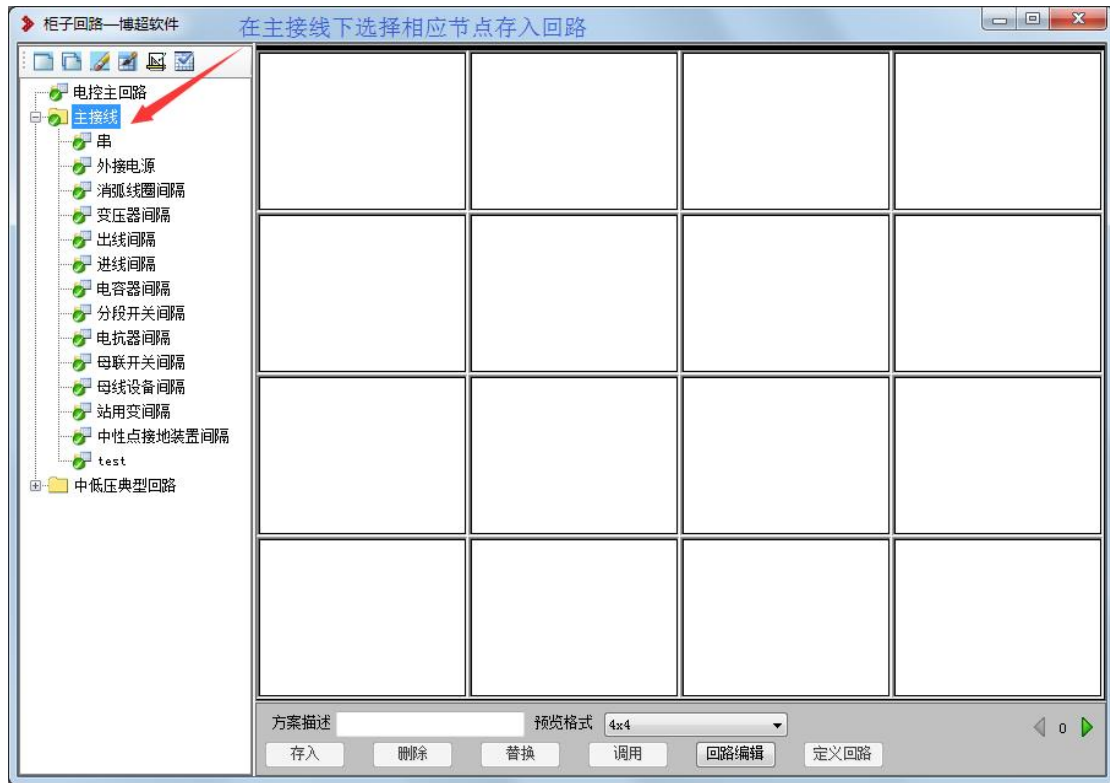 柜子回路—博超软件
在主接线下选择相应节点存入回路
电控主回路
主接线
串
外接电源
消弧线圈间隔
变压器间隔
出线间隔
进线间隔
电容器间隔
分段开关间隔
电抗器间隔
母联开关间隔
母线设备间隔
站用变间隔
中性点接地装置间隔
test
中低压典型回路
方案描述 预览格式 4x4 0
存入 删除 替换 调用 回路编辑 定义回路